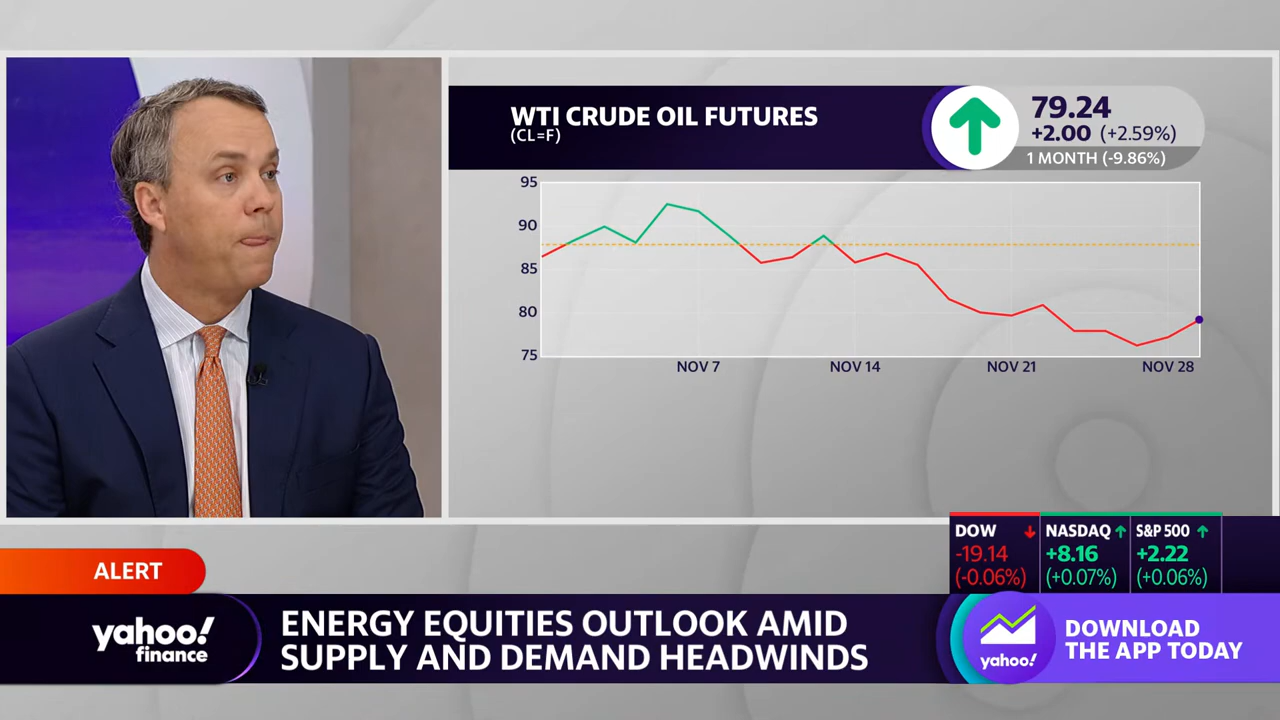 WTI CRUDE OIL FUTURES
(CL=F)
79.24
+2.00 (+2.59%)
1 MONTH (-9.86%)
95
90
85
80
75
NOV 7 NOV 14 NOV 21 NOV 28
DOW NASDAQ S&P 500
-19.14 +8.16 +2.22
(-0.06%) (+0.07%) (+0.06%)
ALERT
yahoo!
finance
ENERGY EQUITIES OUTLOOK AMID
SUPPLY AND DEMAND HEADWINDS
yahoo!
DOWNLOAD
THE APP TODAY